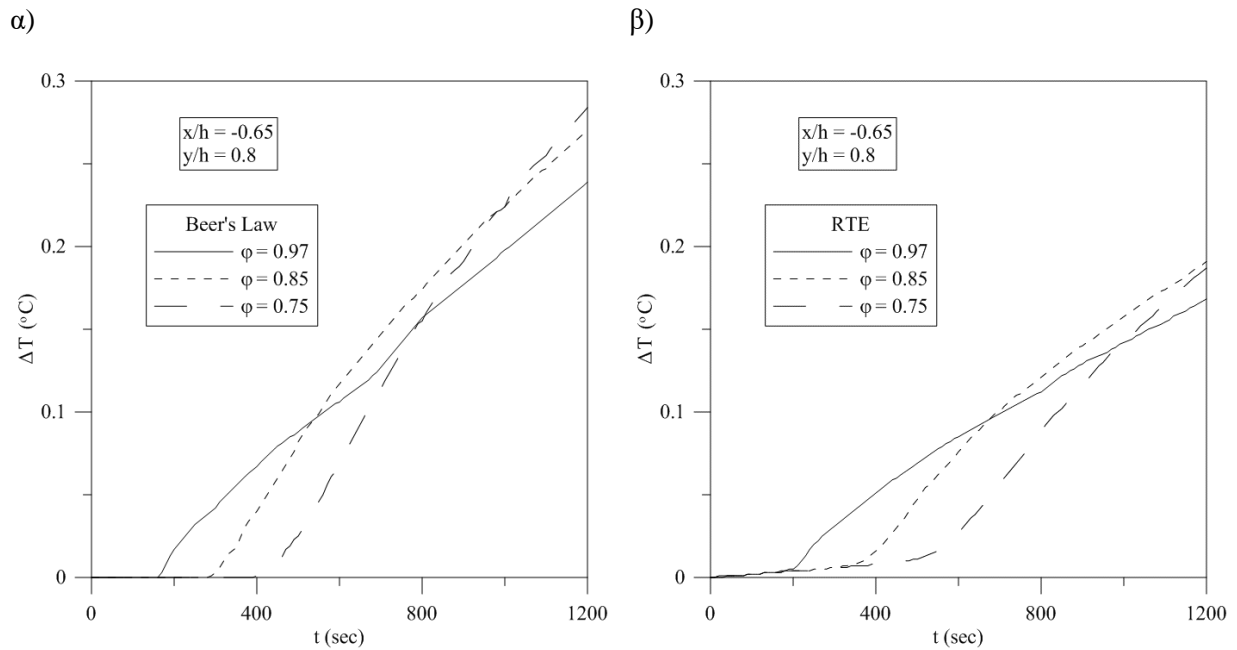 α)
β)
0.3
x/h = -0.65
y/h = 0.8
Beer's Law
φ = 0.97
φ = 0.85
φ = 0.75
0.2
ΔT (°C)
0.1
0
0
400
800
1200
t (sec)
0.3
x/h = -0.65
y/h = 0.8
RTE
φ = 0.97
φ = 0.85
φ = 0.75
0.2
ΔT (°C)
0.1
0
0
400
800
1200
t (sec)